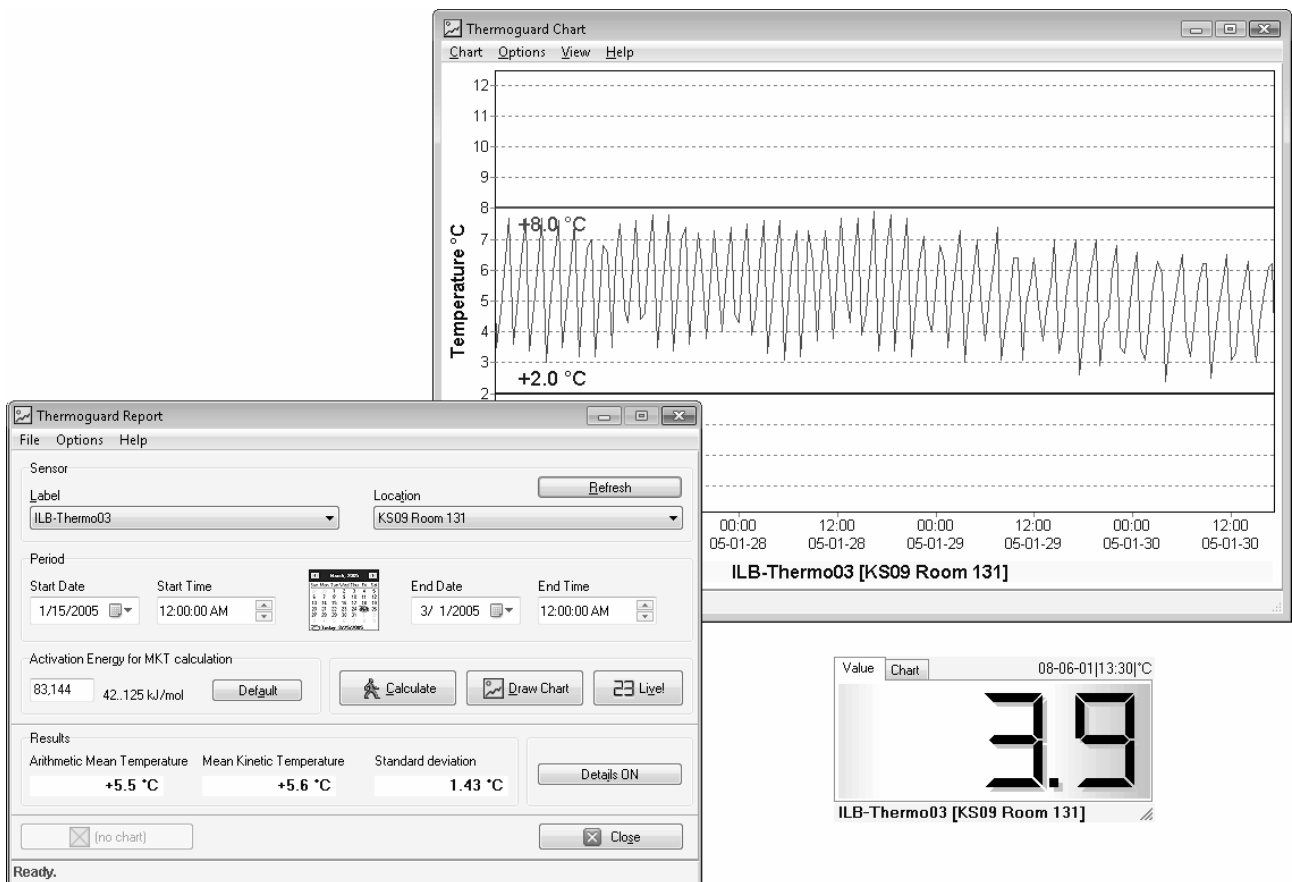 Thermoguard Chart
Chart Options View Help
12
11
10
9
8
+8.0 °C
7
6
5
4
3
+2.0 °C
2
Temperature °C
00:00 12:00 00:00 12:00 00:00 12:00
05-01-28 05-01-28 05-01-29 05-01-29 05-01-30 05-01-30
ILB-Thermo03 [KS09 Room 131]
Thermoguard Report
File Options Help
Sensor
Refresh
Label Location
ILB-Thermo03 KS09 Room 131
Period
Start Date Start Time End Date End Time
1/15/2005 12:00:00 AM March, 2005 3/ 1/2005 12:00:00 AM
Activation Energy for MKT calculation
83,144 42..125 kJ/mol Default Calculate Draw Chart 23 Live!
Results
Arithmetic Mean Temperature Mean Kinetic Temperature Standard deviation
+5.5 °C +5.6 °C 1.43 °C
Details ON
(no chart) Close
Ready.
Value Chart 08-06-01|13:30|°C
3.9
ILB-Thermo03 [KS09 Room 131]